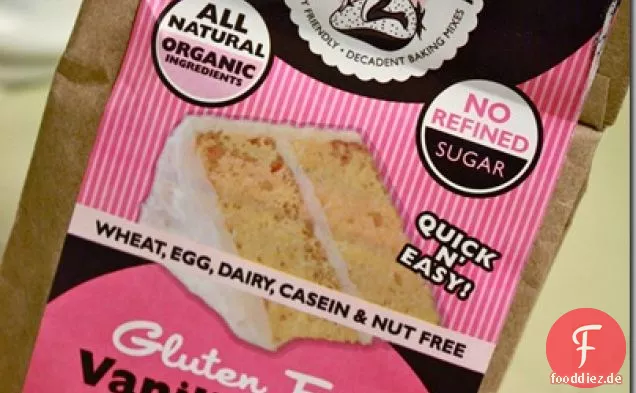 ALL
NATURAL
ORGANIC
INGREDIENTS
FRIENDLY • DECADENT BAKING MIXES
NO
REFINED
SUGAR
QUICK
N'
EASY!
WHEAT, EGG, DAIRY, CASEIN & NUT FREE
Gluten
F
fooddiez.de